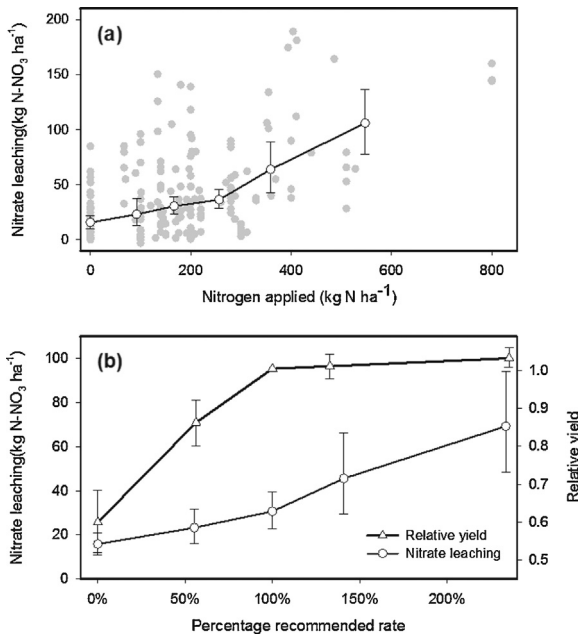 (a)
Nitrate leaching(kg N-NO₃ ha⁻¹)
200
150
100
50
0
0 200 400 600 800
Nitrogen applied (kg N ha⁻¹)
(b)
Nitrate leaching(kg N-NO₃ ha⁻¹)
100
80
60
40
20
0
1.0
0.9
0.8
0.7
0.6
0.5
Relative yield
Relative yield
Nitrate leaching
0% 50% 100% 150% 200%
Percentage recommended rate